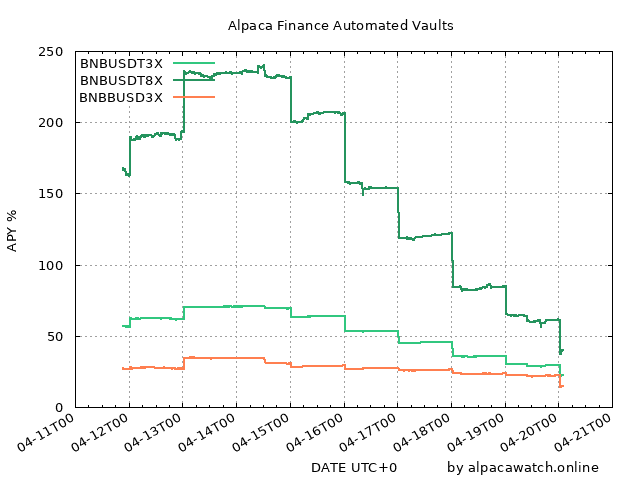 Alpaca Finance Automated Vaults
250
200
150
100
50
0
APY %
BNBUSDT3X
BNBUSDT8X
BNBBUSD3X
04-11T00
04-12T00
04-13T00
04-14T00
04-15T00
04-16T00
04-17T00
04-18T00
04-19T00
04-20T00
04-21T00
DATE UTC+0
by alpacawatch.online